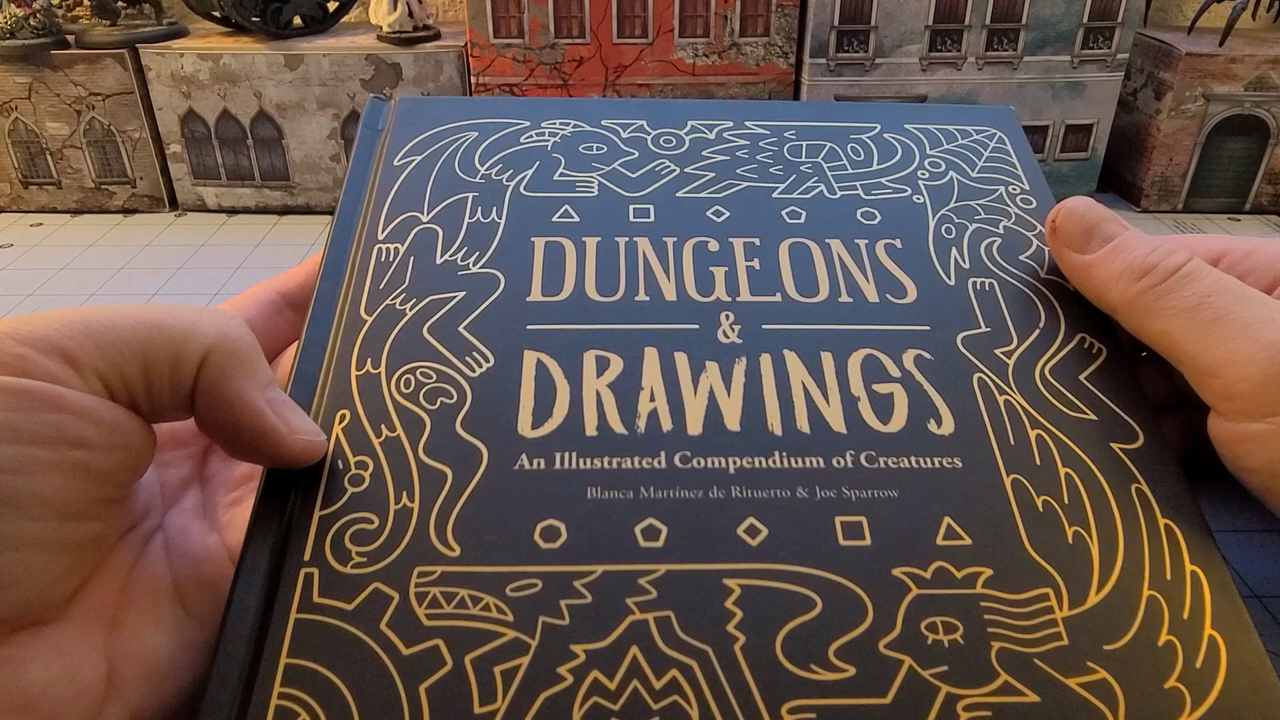 DUNGEONS
&
DRAWINGS
An Illustrated Compendium of Creatures
Blanca Martínez de Rituerto & Joe Sparrow